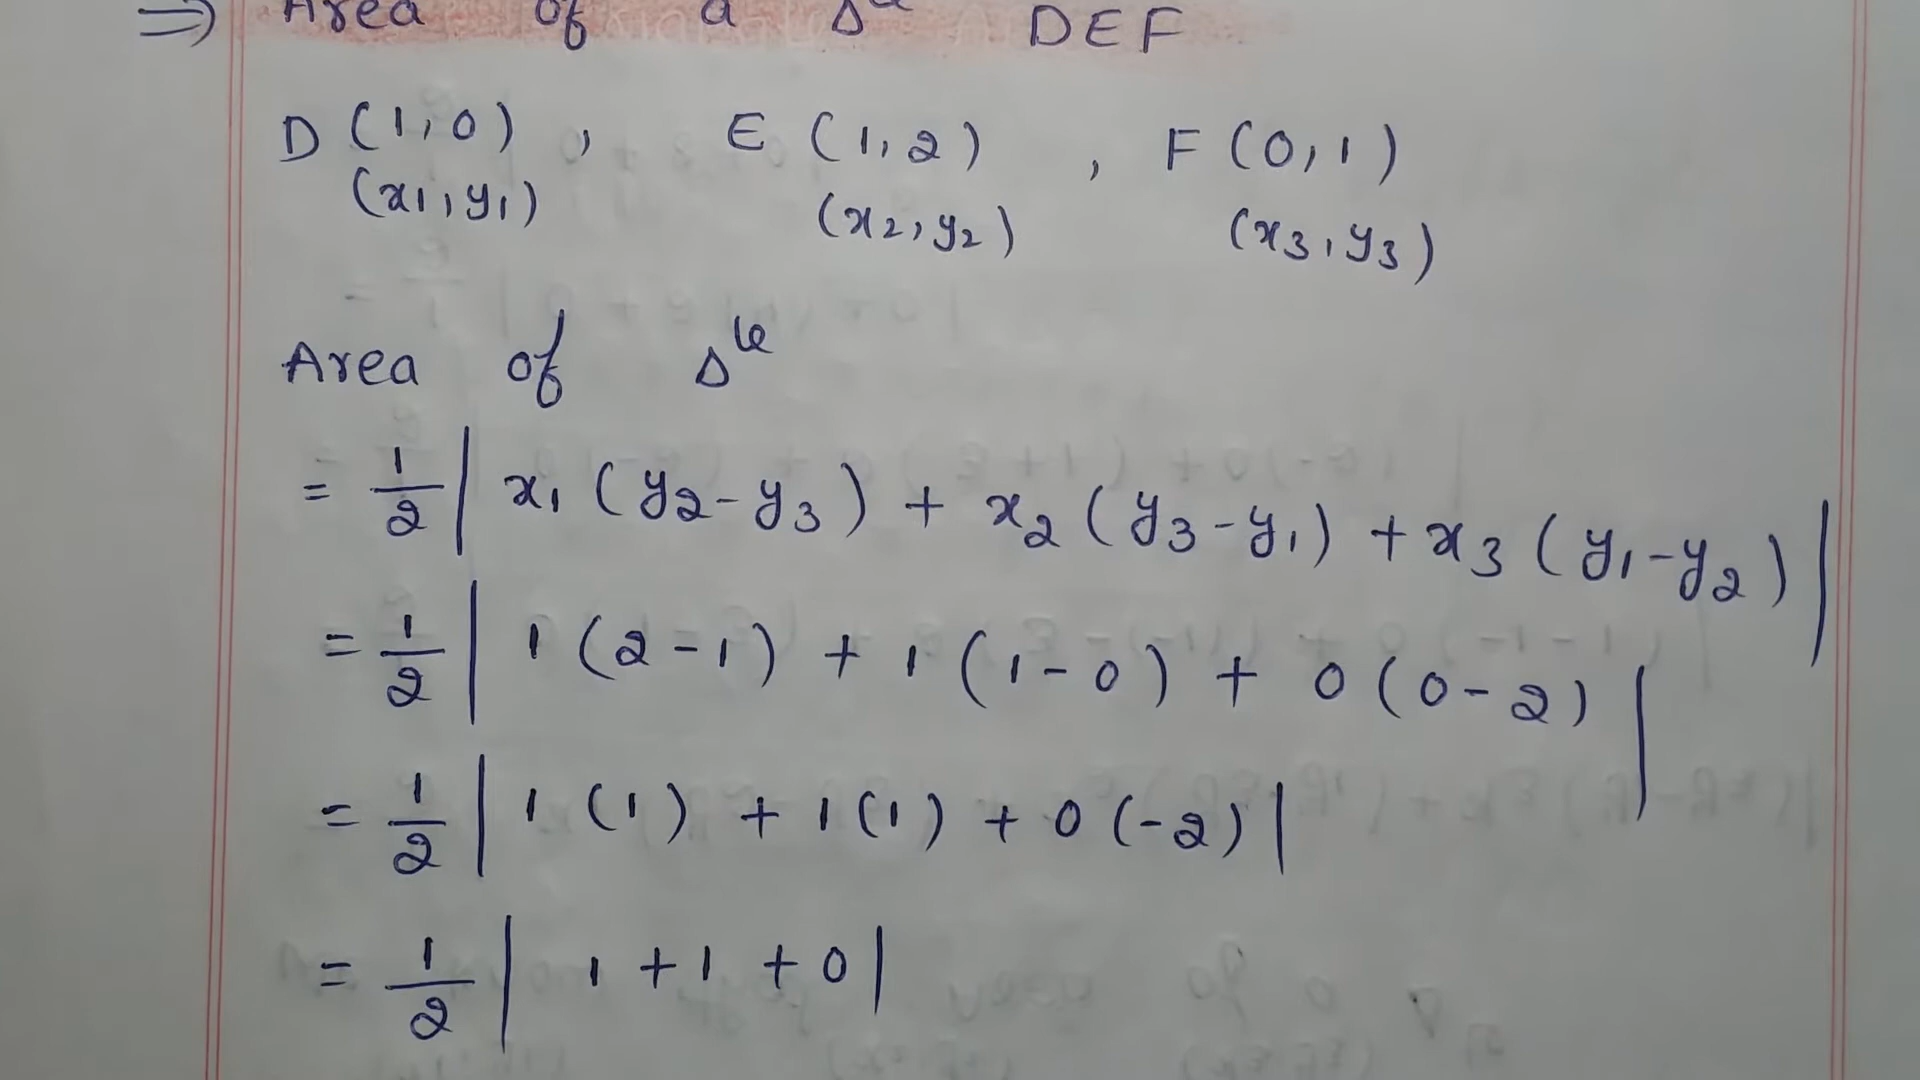 ⇒ Area of a Δle DEF
D (1,0) , E (1,2) , F (0,1)
(x1,y1) (x2,y2) (x3,y3)
Area of Δle
= 1/2 | x1 (y2-y3) + x2 (y3-y1) + x3 (y1-y2) |
= 1/2 | 1 (2-1) + 1 (1-0) + 0 (0-2) |
= 1/2 | 1 (1) + 1 (1) + 0 (-2) |
= 1/2 | 1 + 1 + 0 |